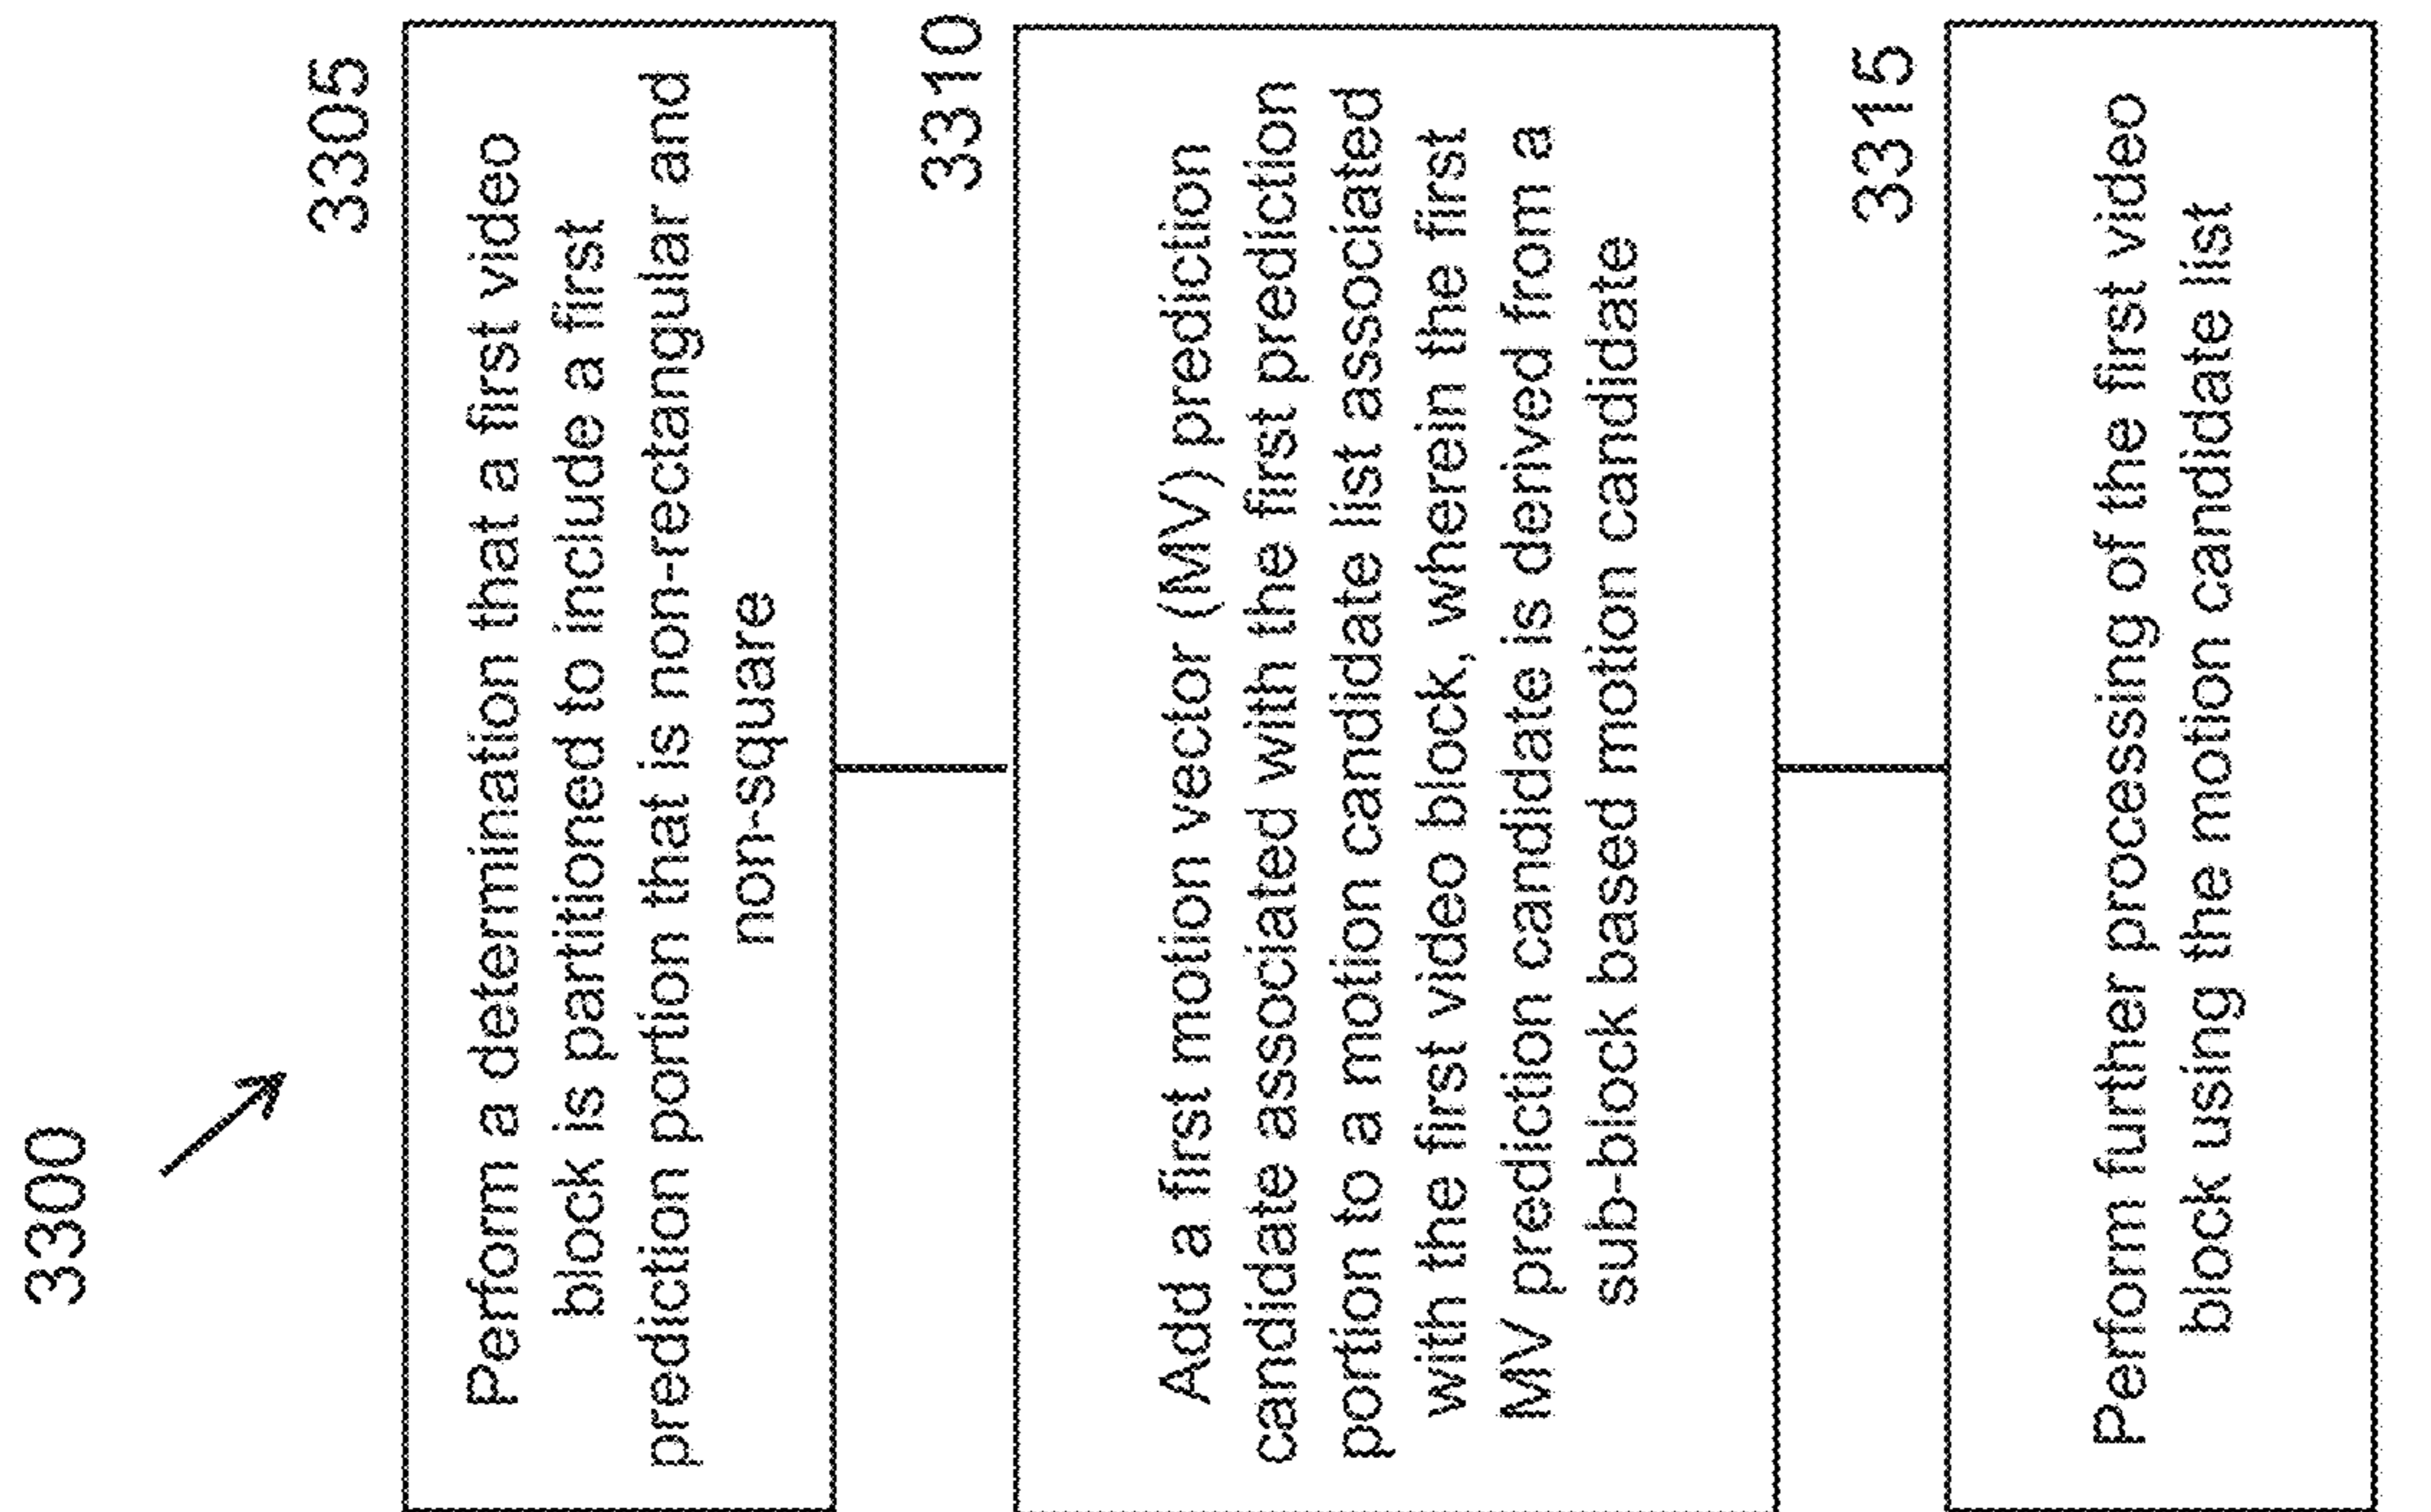 3300
3305
Perform a determination that a first video
block is partitioned to include a first
prediction portion that is non-rectangular and
non-square
3310
Add a first motion vector (MV) prediction
candidate associated with the first prediction
portion to a motion candidate list associated
with the first video block, wherein the first
MV prediction candidate is derived from a
sub-block based motion candidate
3315
Perform further processing of the first video
block using the motion candidate list